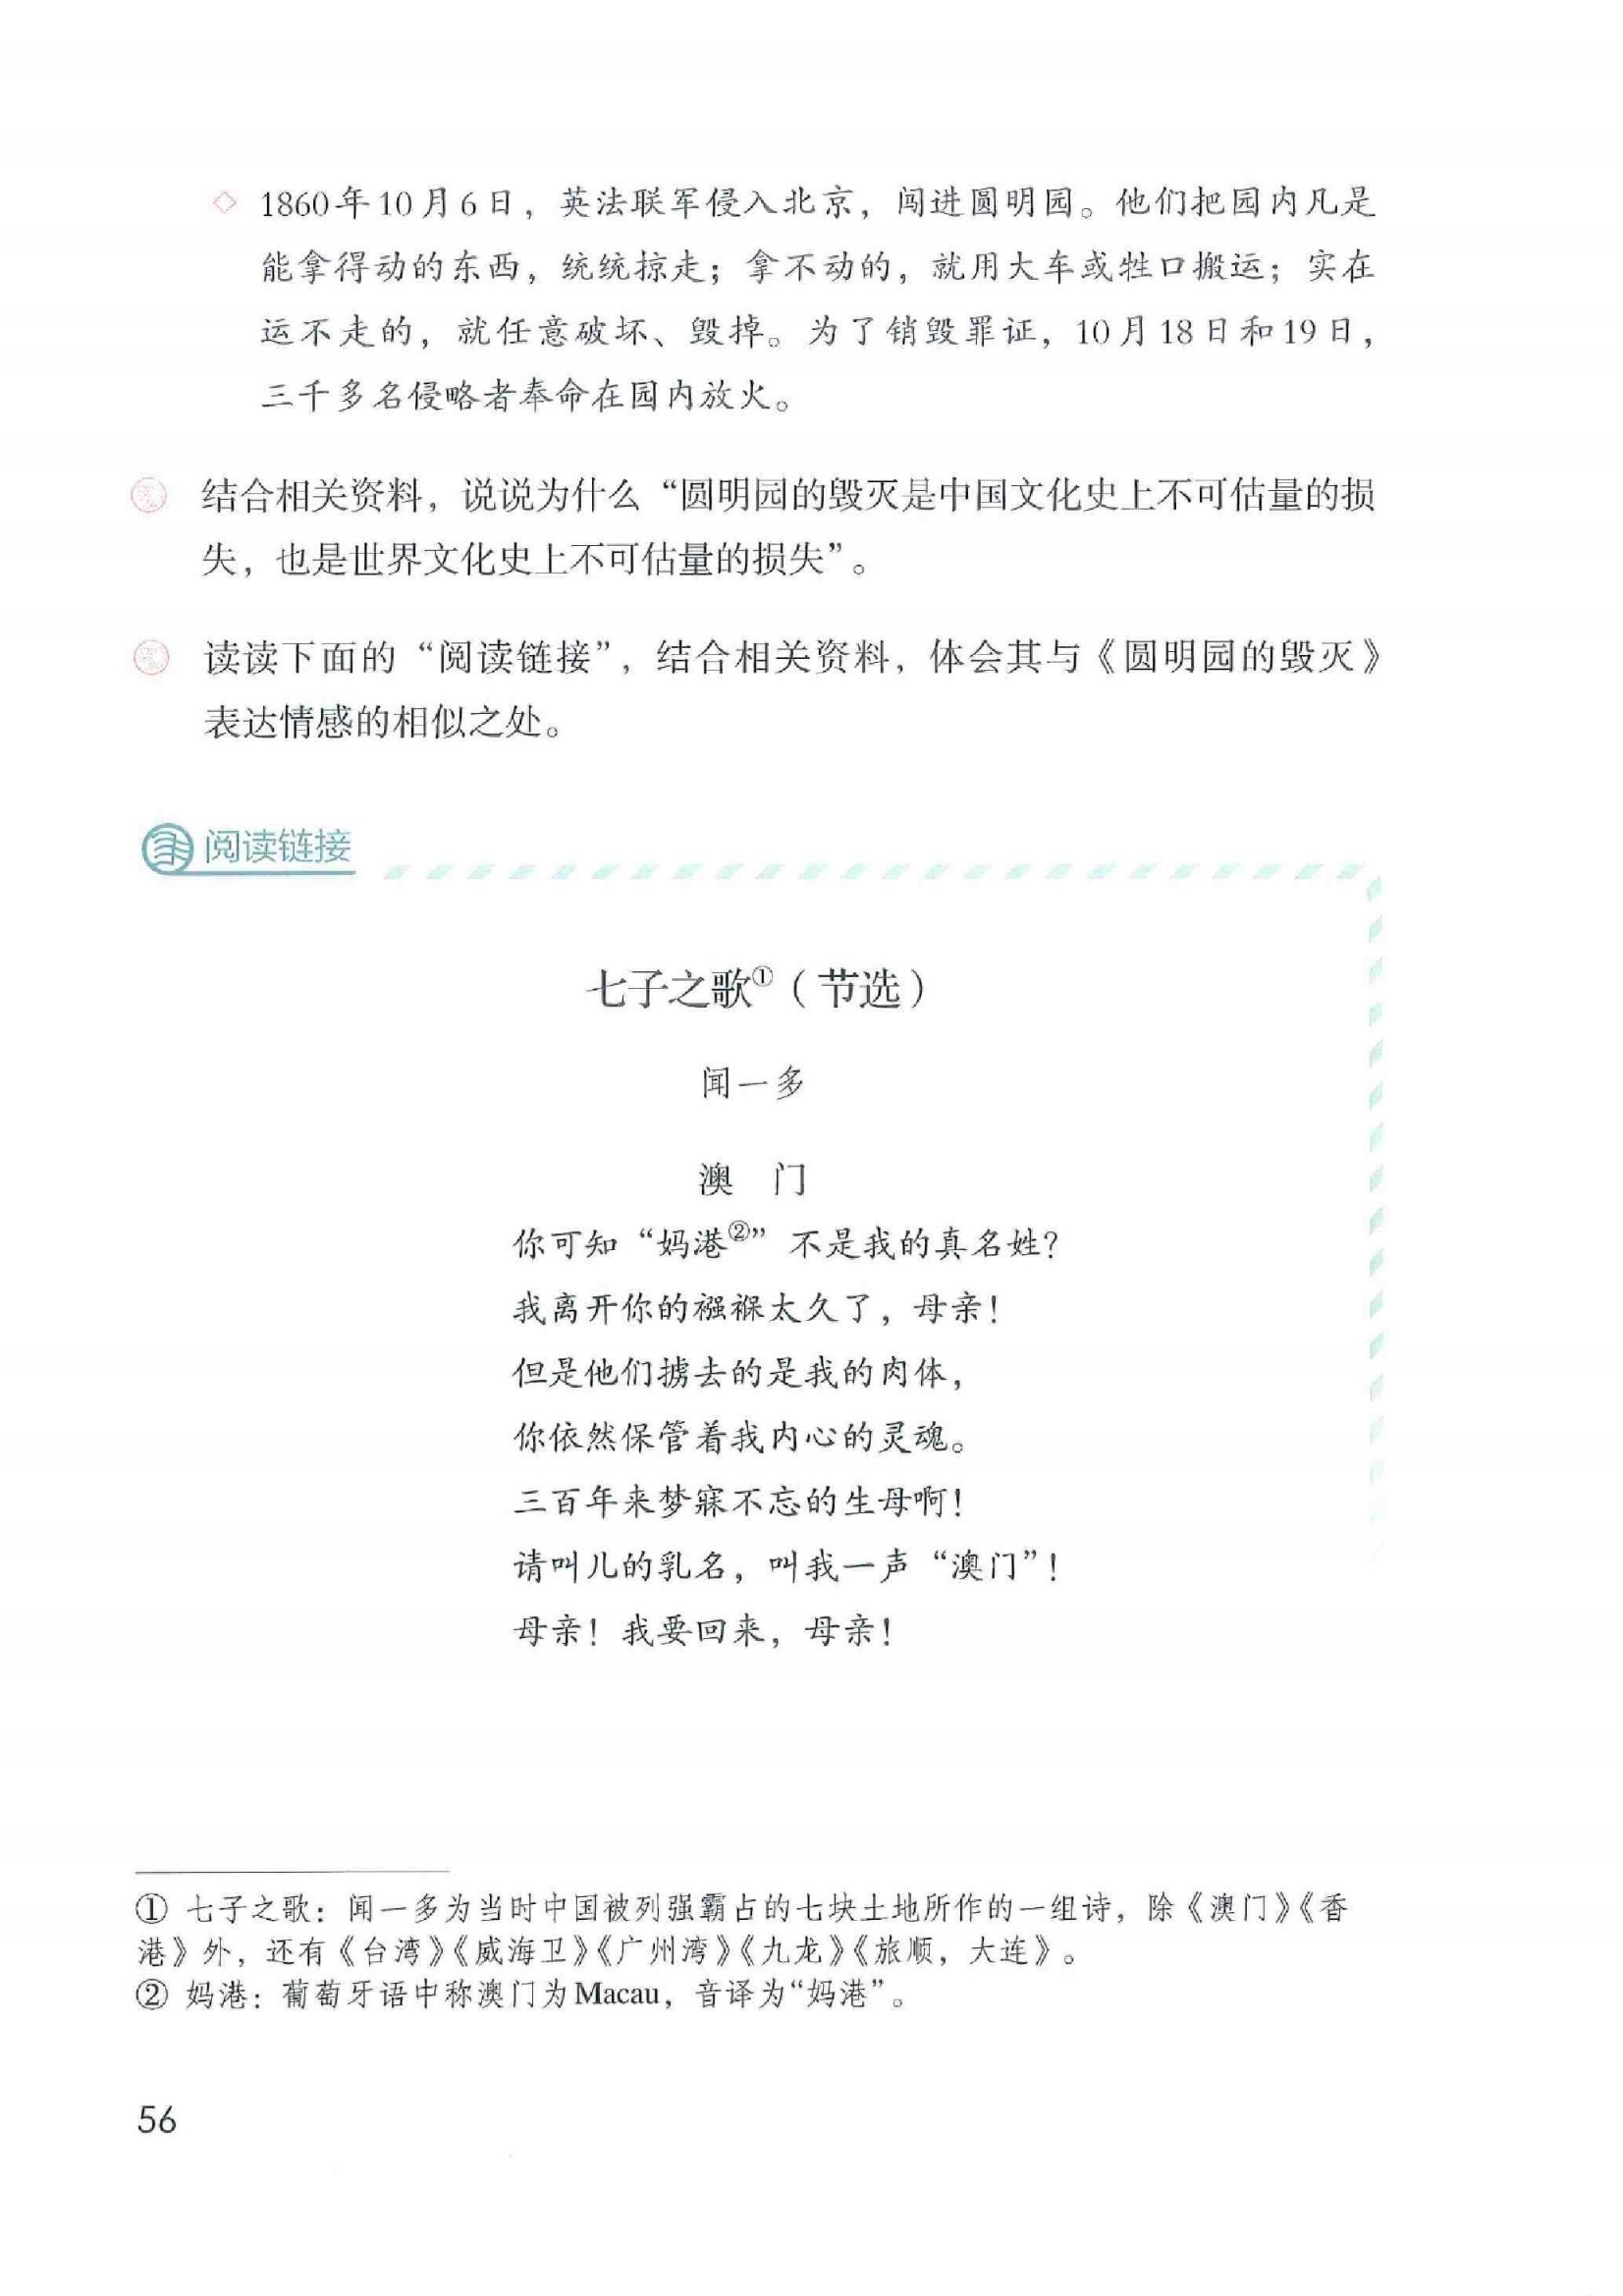 ◇ 1860年10月6日，英法联军侵入北京，闯进圆明园。他们把园内凡是
能拿得动的东西，统统掠走；拿不动的，就用大车或牲口搬运；实在
运不走的，就任意破坏、毁掉。为了销毁罪证，10月18日和19日，
三千多名侵略者奉命在园内放火。
结合相关资料，说说为什么“圆明园的毁灭是中国文化史上不可估量的损
失，也是世界文化史上不可估量的损失”。
读读下面的“阅读链接”，结合相关资料，体会其与《圆明园的毁灭》
表达情感的相似之处。
阅读链接
七子之歌①（节选）
闻一多
澳 门
你可知“妈港②”不是我的真名姓？
我离开你的襁褓太久了，母亲！
但是他们掳去的是我的肉体，
你依然保管着我内心的灵魂。
三百年来梦寐不忘的生母啊！
请叫儿的乳名，叫我一声“澳门”！
母亲！我要回来，母亲！
① 七子之歌：闻一多为当时中国被列强霸占的七块土地所作的一组诗，除《澳门》《香
港》外，还有《台湾》《威海卫》《广州湾》《九龙》《旅顺，大连》。
② 妈港：葡萄牙语中称澳门为Macau，音译为“妈港”。
56